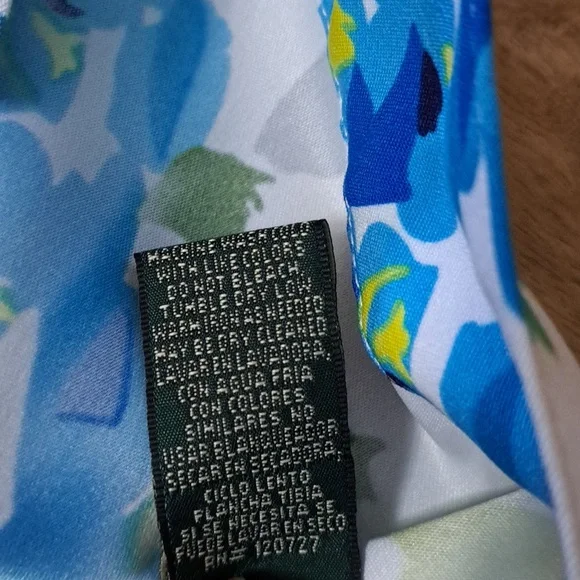 MACHINE WASH COLD
WITH LIKE COLORS
DO NOT BLEACH
TUMBLE DRY LOW
WARM IRON AS NEEDED
MAY BE DRY CLEANED
LAVAR EN LAVADORA,
CON AGUA FRIA
CON COLORES
SIMILARES, NO
USAR BLANQUEADOR
SECAR EN SECADORA,
CICLO LENTO
PLANCHA TIBIA
SI SE NECESITA SE
PUEDE LAVAR EN SECO
RN# 120727